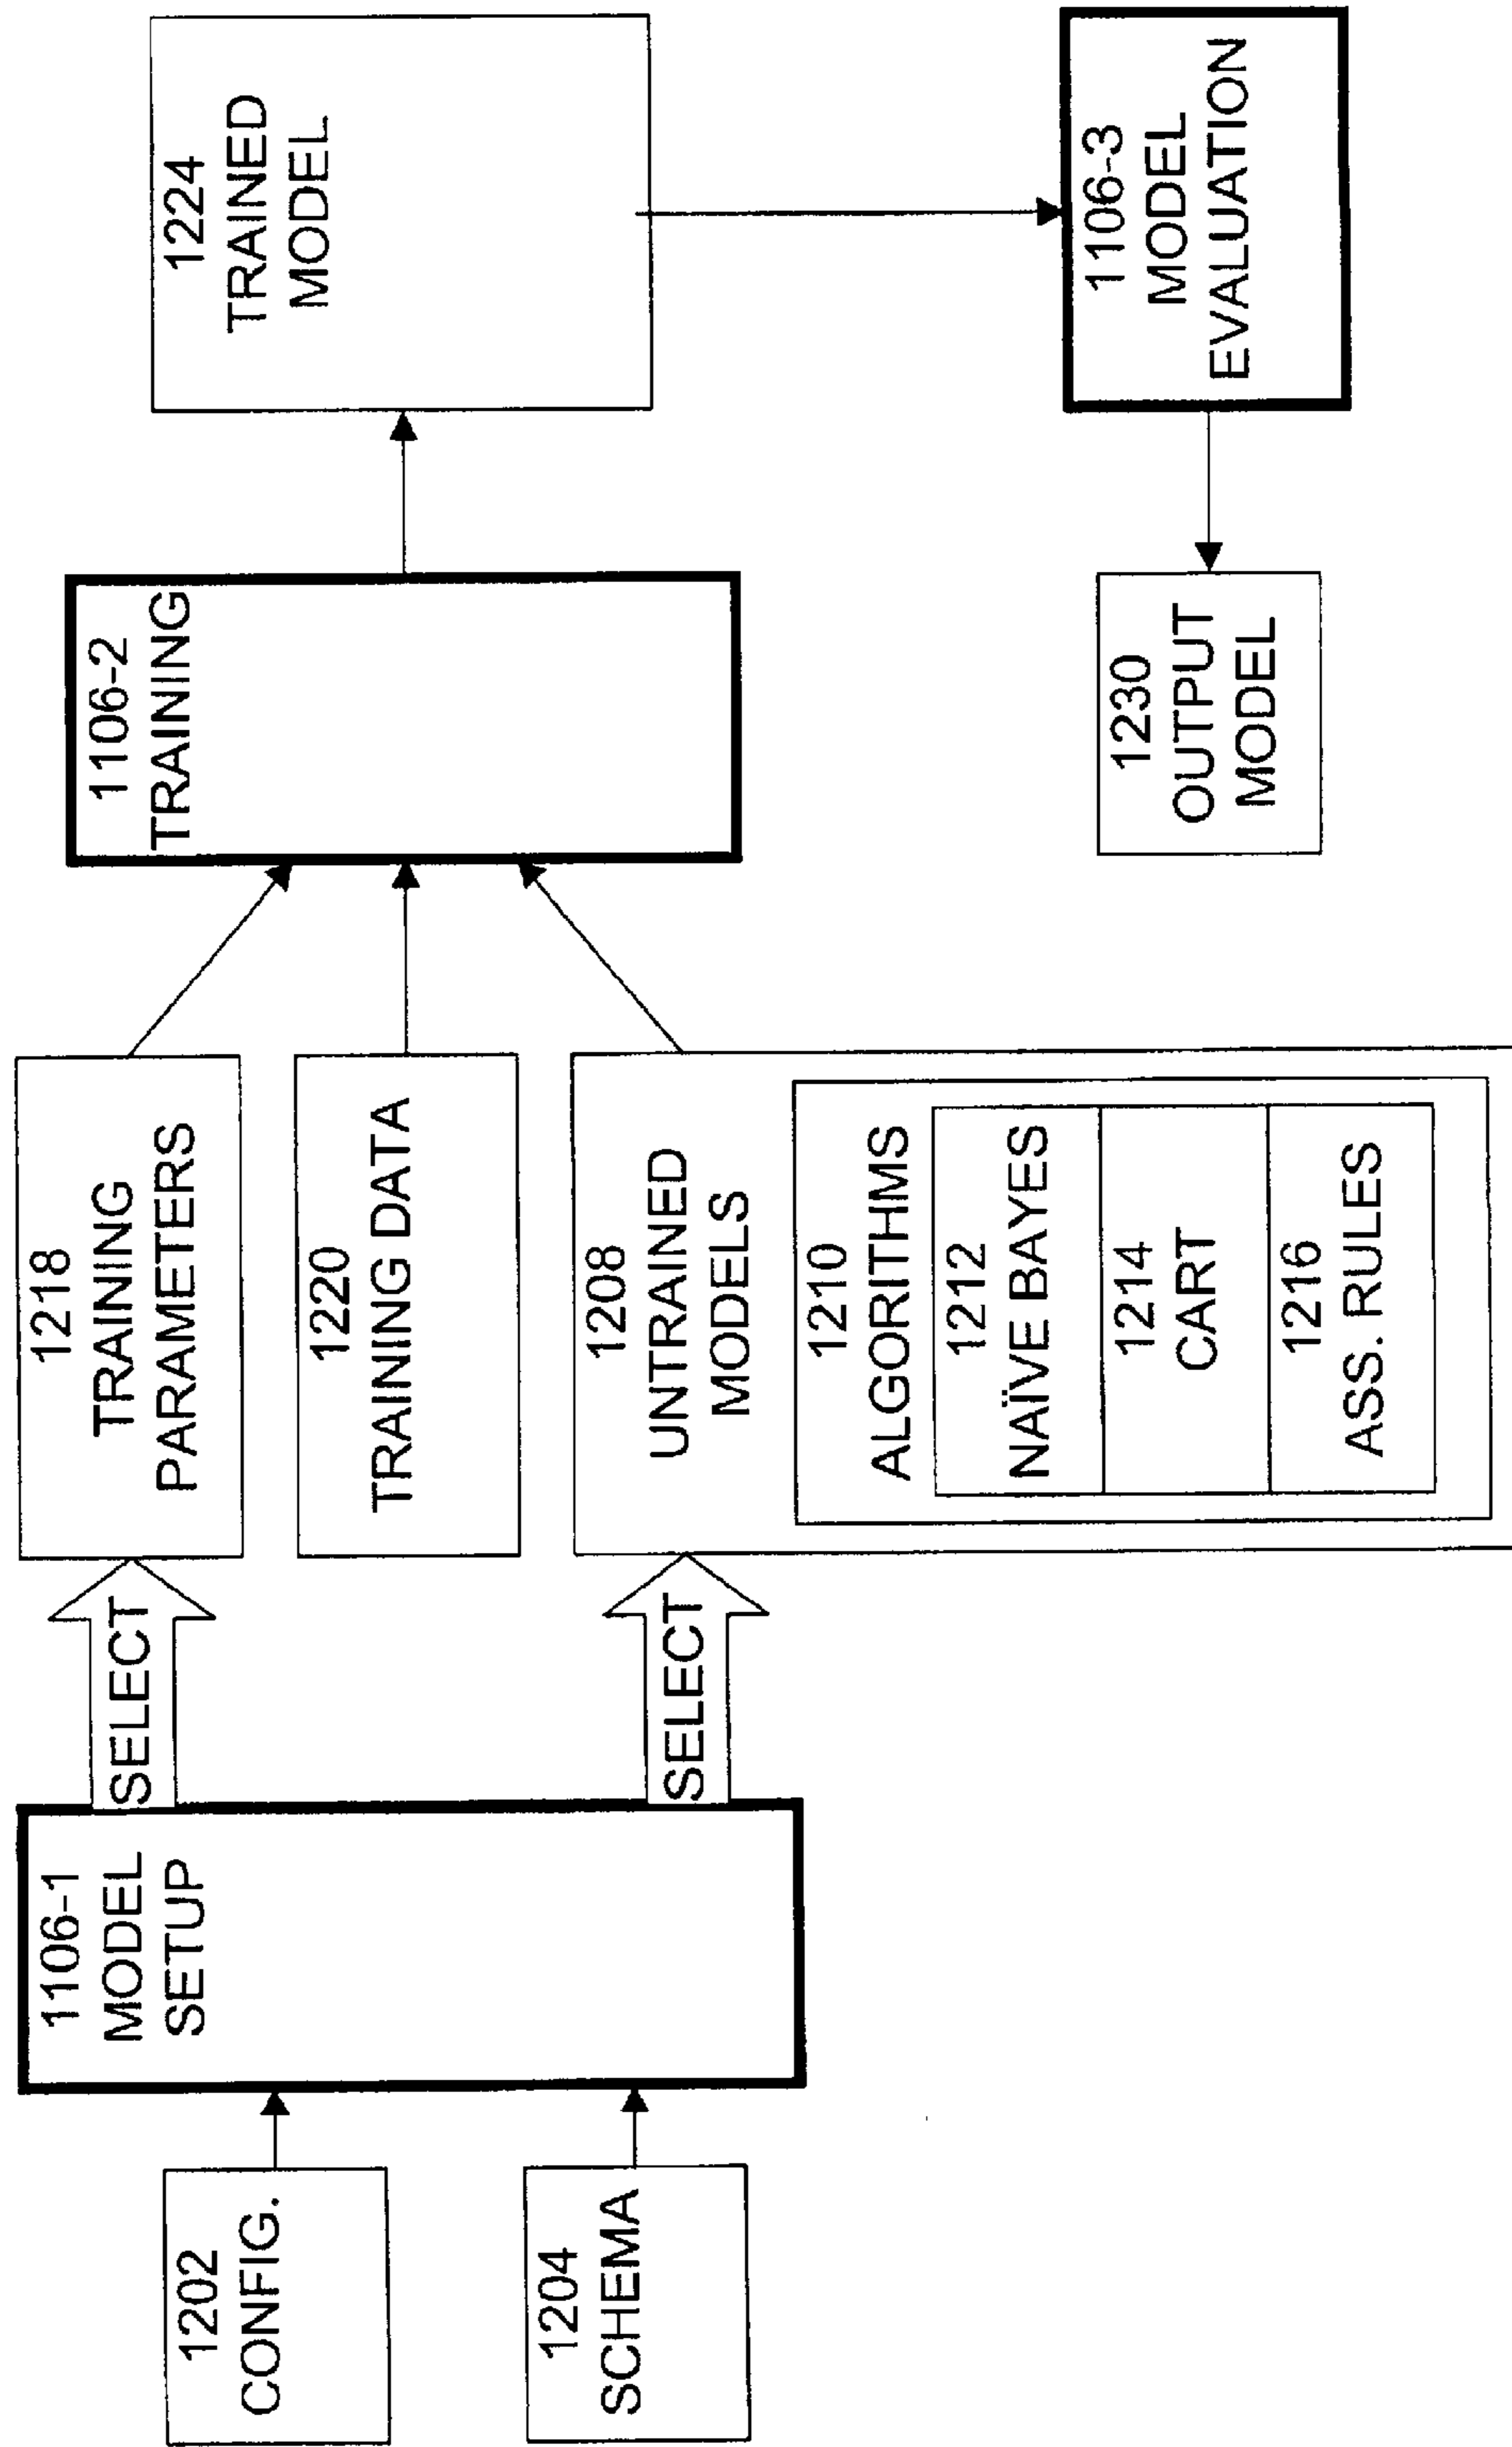 1202
CONFIG.
1204
SCHEMA
1106-1
MODEL
SETUP
SELECT
SELECT
1218
TRAINING
PARAMETERS
1220
TRAINING DATA
1208
UNTRAINED
MODELS
1210
ALGORITHMS
1212
NAÏVE BAYES
1214
CART
1216
ASS. RULES
1106-2
TRAINING
1224
TRAINED
MODEL
1106-3
MODEL
EVALUATION
1230
OUTPUT
MODEL